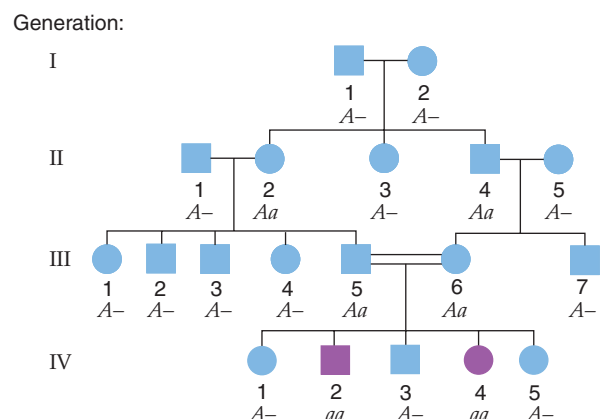 Generation:
I
1 2
A– A–
II
1 2 3 4 5
A– Aa A– Aa A–
III
1 2 3 4 5 6 7
A– A– A– A– Aa Aa A–
IV
1 2 3 4 5
A– aa A– aa A–